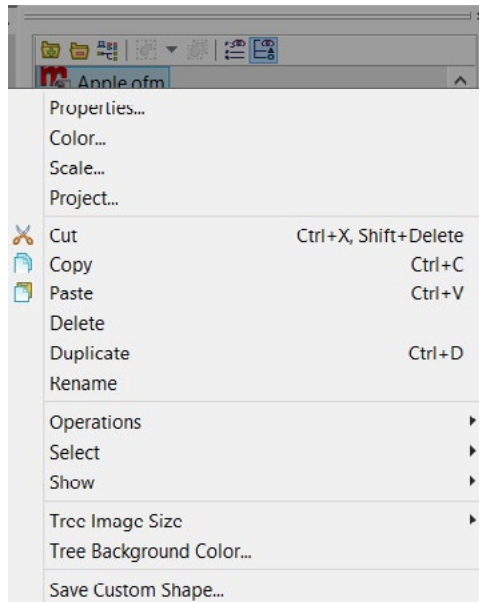 Apple.ofm
Properties...
Color...
Scale...
Project...
Cut Ctrl+X, Shift+Delete
Copy Ctrl+C
Paste Ctrl+V
Delete
Duplicate Ctrl+D
Rename
Operations
Select
Show
Tree Image Size
Tree Background Color...
Save Custom Shape...